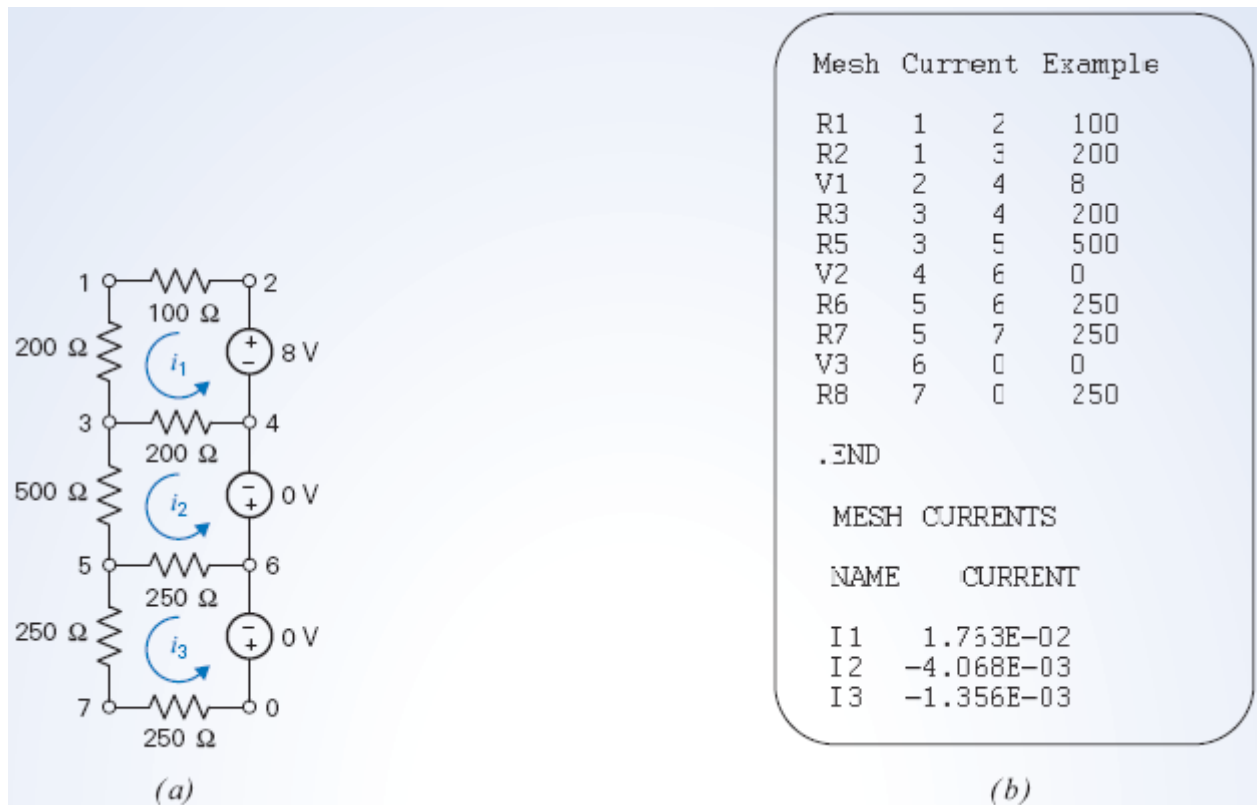 1
2
100 Ω
200 Ω
i1
+
−
8 V
3
4
200 Ω
500 Ω
i2
−
+
0 V
5
6
250 Ω
250 Ω
i3
−
+
0 V
7
0
250 Ω
(a)
Mesh Current Example
R1 1 2 100
R2 1 3 200
V1 2 4 8
R3 3 4 200
R5 3 5 500
V2 4 6 0
R6 5 6 250
R7 5 7 250
V3 6 0 0
R8 7 0 250
.END
MESH CURRENTS
NAME CURRENT
I1 1.763E−02
I2 −4.068E−03
I3 −1.356E−03
(b)